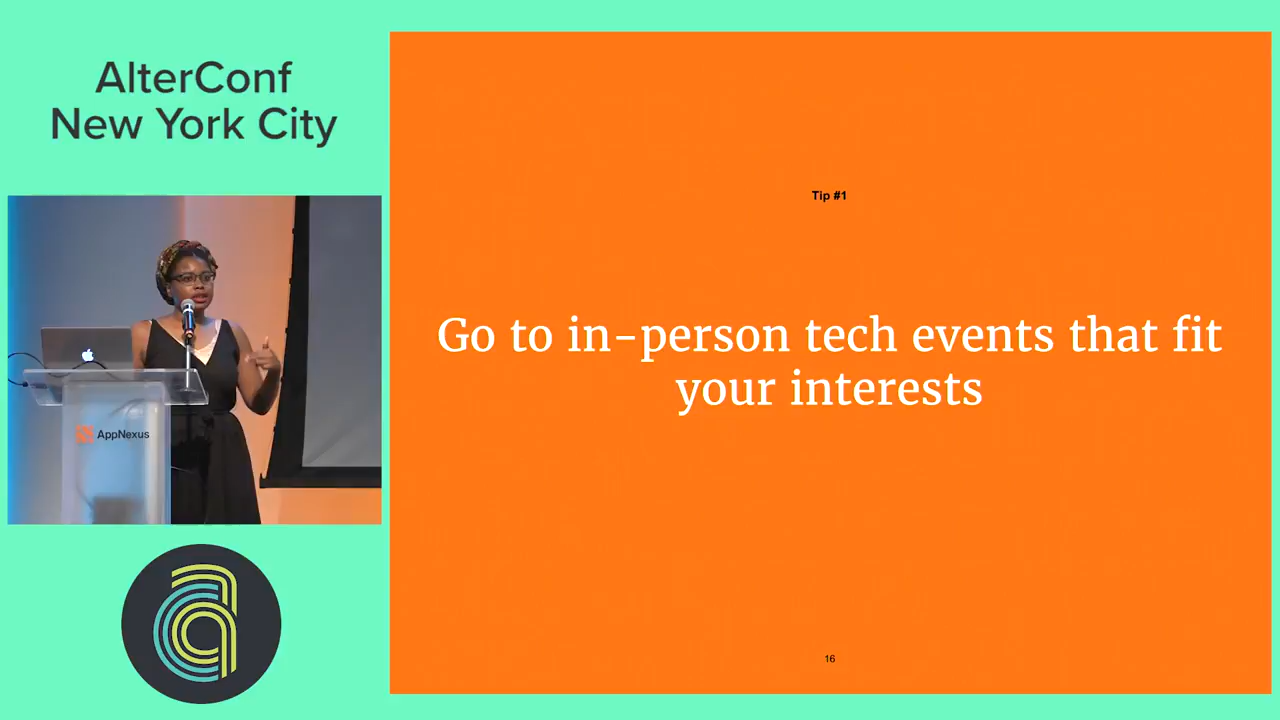 AlterConf
New York City
AppNexus
Tip #1
Go to in-person tech events that fit
your interests
16